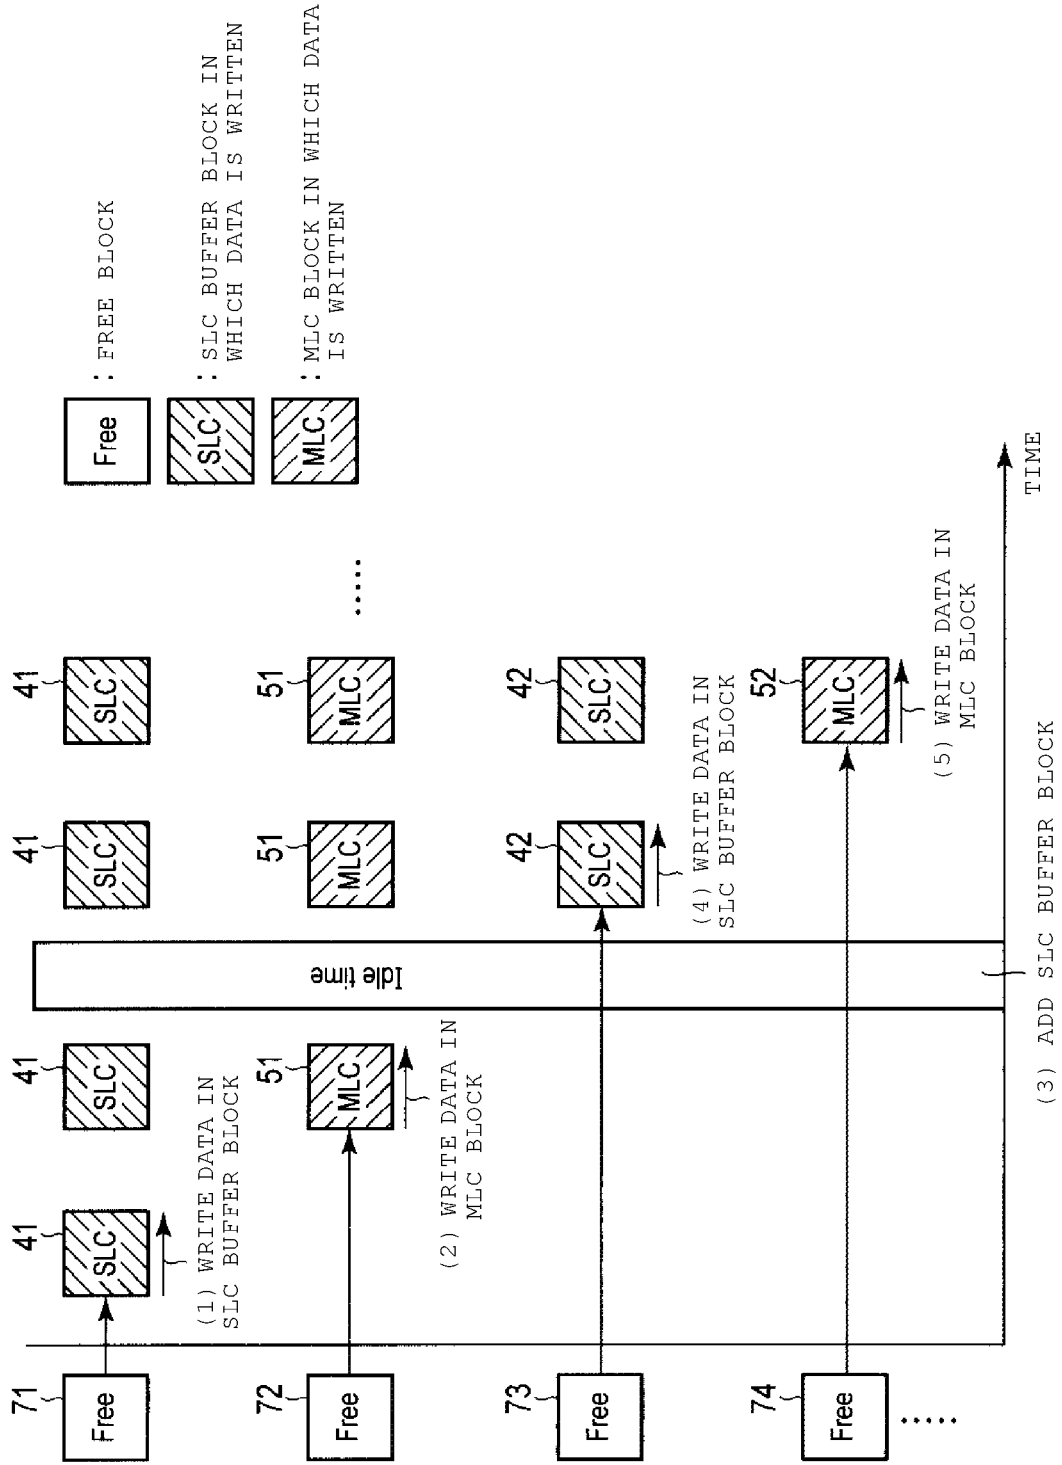 71 41 41 41 41
Free SLC SLC SLC SLC
Free : FREE BLOCK
SLC : SLC BUFFER BLOCK IN
WHICH DATA IS WRITTEN
MLC : MLC BLOCK IN WHICH DATA
IS WRITTEN
(1) WRITE DATA IN
SLC BUFFER BLOCK
72 51 51 51
Free MLC MLC MLC .....
Idle time
(2) WRITE DATA IN
MLC BLOCK
73 42 42
Free SLC SLC
(4) WRITE DATA IN
SLC BUFFER BLOCK
74 52
Free MLC
.....
(5) WRITE DATA IN
MLC BLOCK
TIME
(3) ADD SLC BUFFER BLOCK